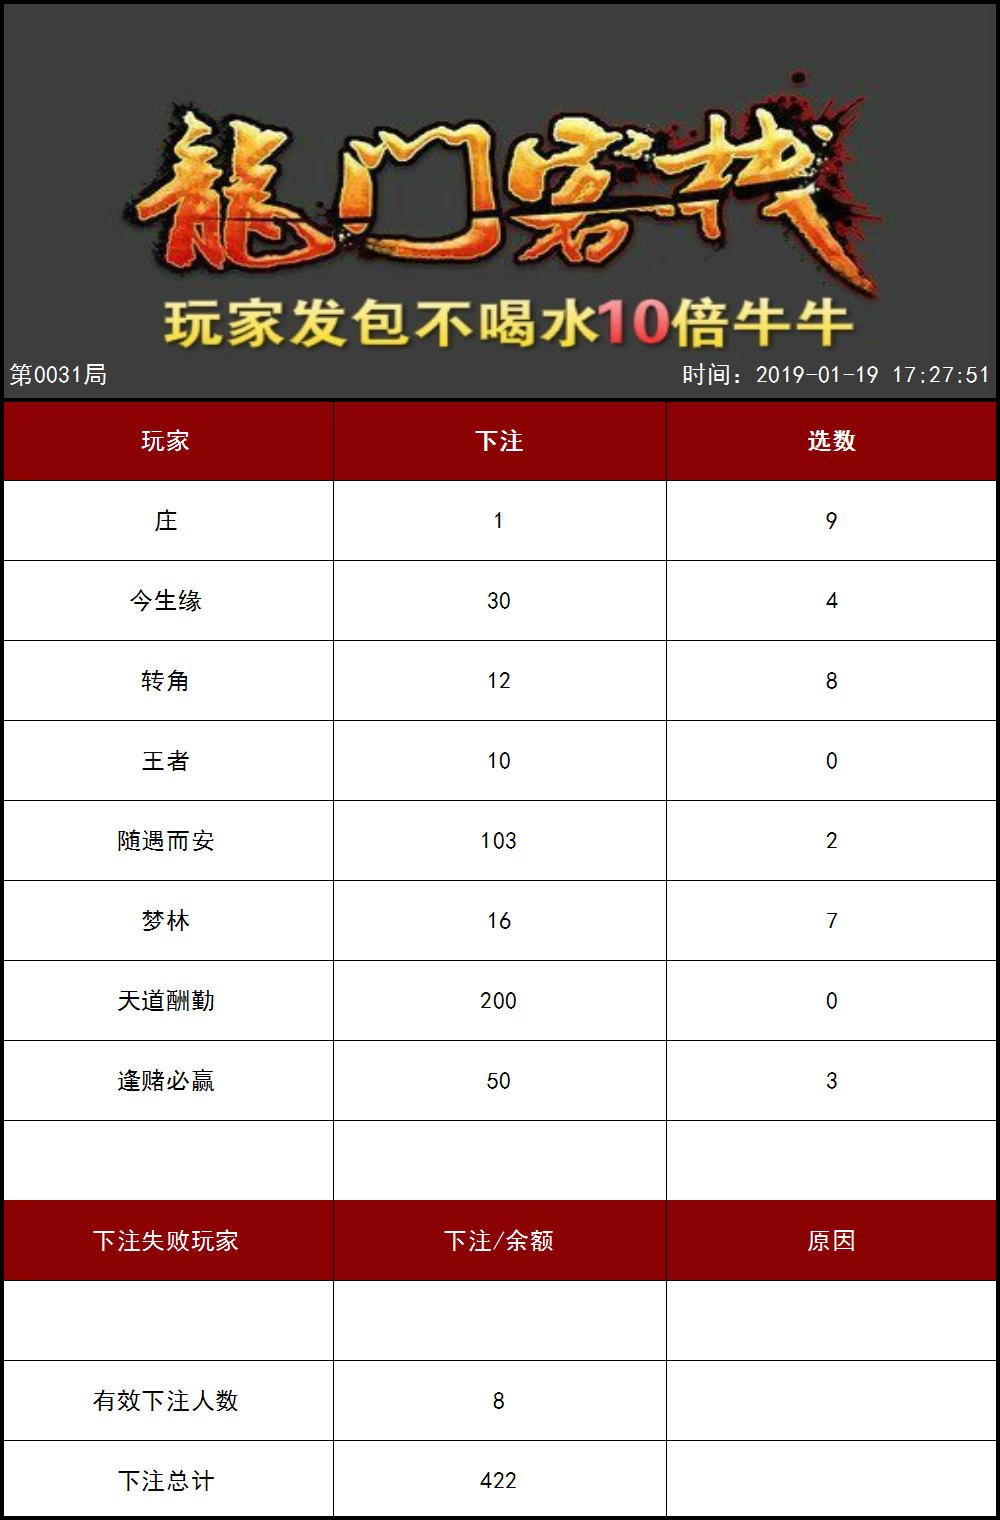 龍门客栈
玩家发包不喝水10倍牛牛
第0031局 时间：2019-01-19 17:27:51
玩家 下注 选数
庄 1 9
今生缘 30 4
转角 12 8
王者 10 0
随遇而安 103 2
梦林 16 7
天道酬勤 200 0
逢赌必赢 50 3
下注失败玩家 下注/余额 原因
有效下注人数 8
下注总计 422